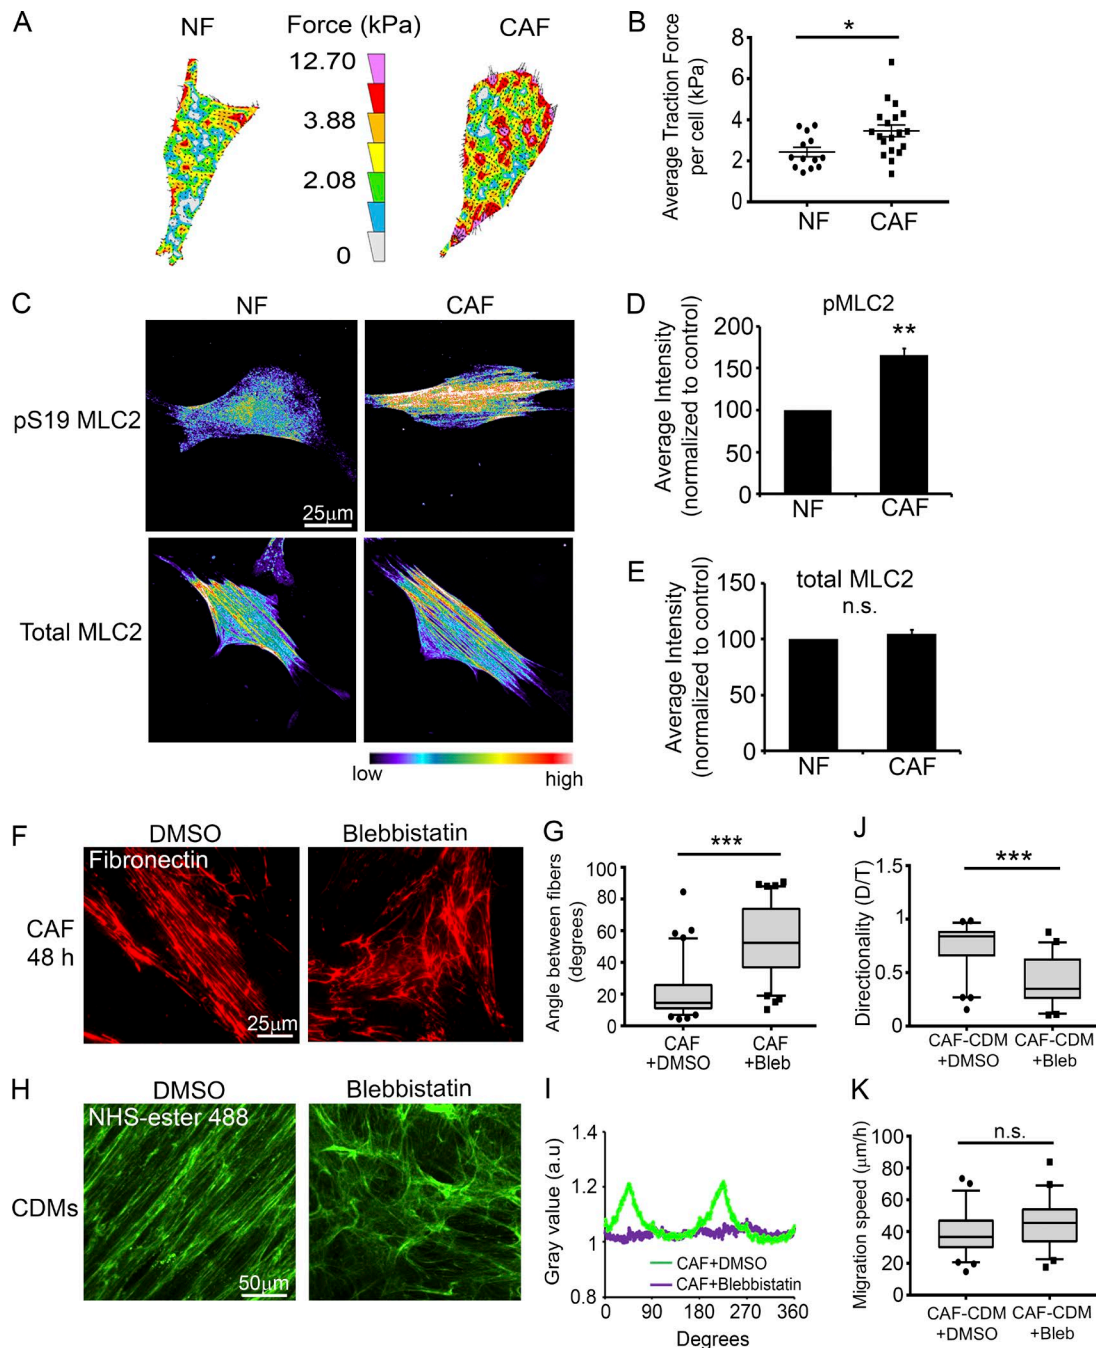 A
NF
Force (kPa)
CAF
12.70
3.88
2.08
0
B
*
Average Traction Force
per cell (kPa)
8
6
4
2
0
NF
CAF
C
NF
CAF
pS19 MLC2
25µm
Total MLC2
low
high
D
pMLC2
**
Average Intensity
(normalized to control)
200
150
100
50
0
NF
CAF
E
total MLC2
n.s.
Average Intensity
(normalized to control)
150
100
50
0
NF
CAF
F
DMSO
Blebbistatin
Fibronectin
CAF
48 h
25µm
G
***
Angle between fibers
(degrees)
100
80
60
40
20
0
CAF
+DMSO
CAF
+Bleb
J
***
Directionality (D/T)
1
0.5
0
CAF-CDM
+DMSO
CAF-CDM
+Bleb
H
DMSO
Blebbistatin
NHS-ester 488
CDMs
50µm
I
Gray value (a.u)
1.4
1.2
1
0.8
CAF+DMSO
CAF+Blebbistatin
0
90
180
270
360
Degrees
K
n.s.
Migration speed (µm/h)
100
80
60
40
20
0
CAF-CDM
+DMSO
CAF-CDM
+Bleb